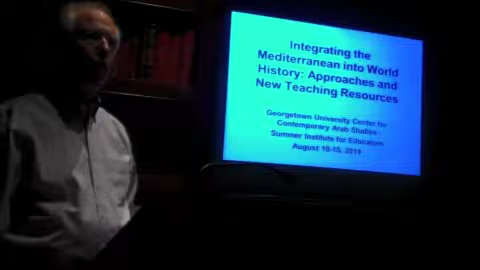 Integrating the
Mediterranean into World
History: Approaches and
New Teaching Resources
Georgetown University Center for
Contemporary Arab Studies
Summer Institute for Educators
August 10-15, 2014